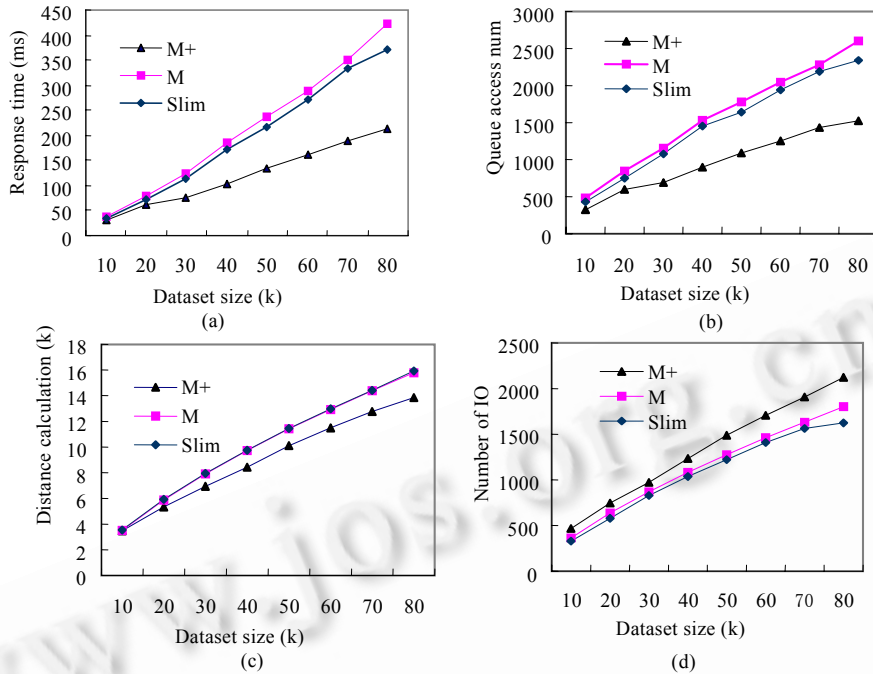 450
400
350
300
250
200
150
100
50
0
Response time (ms)
M+
M
Slim
10 20 30 40 50 60 70 80
Dataset size (k)
(a)
3000
2500
2000
1500
1000
500
0
Queue access num
M+
M
Slim
10 20 30 40 50 60 70 80
Dataset size (k)
(b)
18
16
14
12
10
8
6
4
2
0
Distance calculation (k)
M+
M
Slim
10 20 30 40 50 60 70 80
Dataset size (k)
(c)
2500
2000
1500
1000
500
0
Number of IO
M+
M
Slim
10 20 30 40 50 60 70 80
Dataset size (k)
(d)
www.jos.org.cn